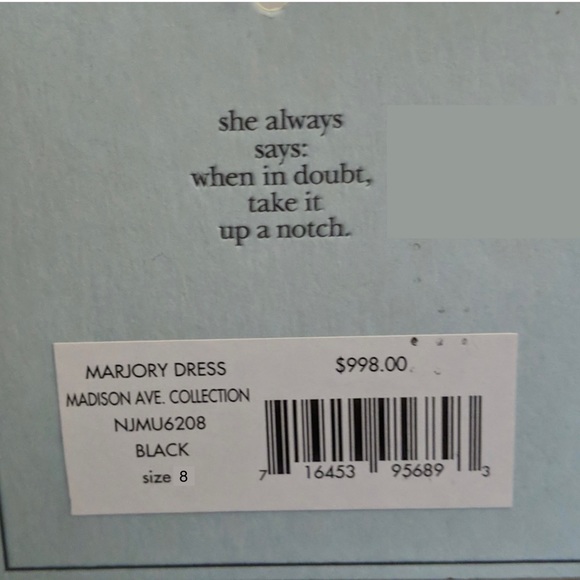 she always
says:
when in doubt,
take it
up a notch.
MARJORY DRESS
$998.00
MADISON AVE. COLLECTION
NJMU6208
BLACK
size 8
7 16453 95689 3